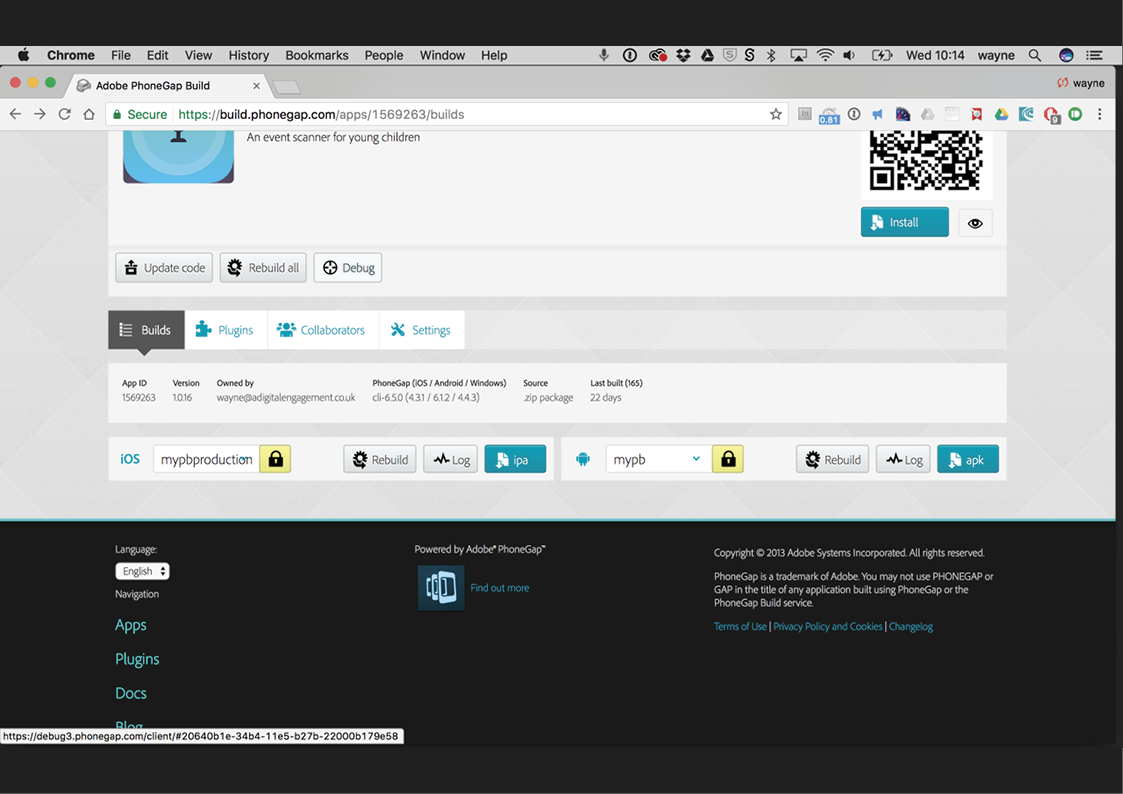 Chrome File Edit View History Bookmarks People Window Help Wed 10:14 wayne
Adobe PhoneGap Build wayne
Secure https://build.phonegap.com/apps/1569263/builds 0.81 9
An event scanner for young children
Install
Update code Rebuild all Debug
Builds Plugins Collaborators Settings
App ID Version Owned by PhoneGap (iOS / Android / Windows) Source Last built (165)
1569263 1.0.16 wayne@adigitalengagement.co.uk cli-6.5.0 (4.3.1 / 6.1.2 / 4.4.3) .zip package 22 days
iOS mypbproduction Rebuild Log ipa mypb Rebuild Log apk
Language: Powered by Adobe® PhoneGap™ Copyright © 2013 Adobe Systems Incorporated. All rights reserved.
English
Navigation
Find out more
PhoneGap is a trademark of Adobe. You may not use PHONEGAP or
GAP in the title of any application built using PhoneGap or the
PhoneGap Build service.
Terms of Use | Privacy Policy and Cookies | Changelog
Apps
Plugins
Docs
Blog
https://debug3.phonegap.com/client/#20640b1e-34b4-11e5-b27b-22000b179e58